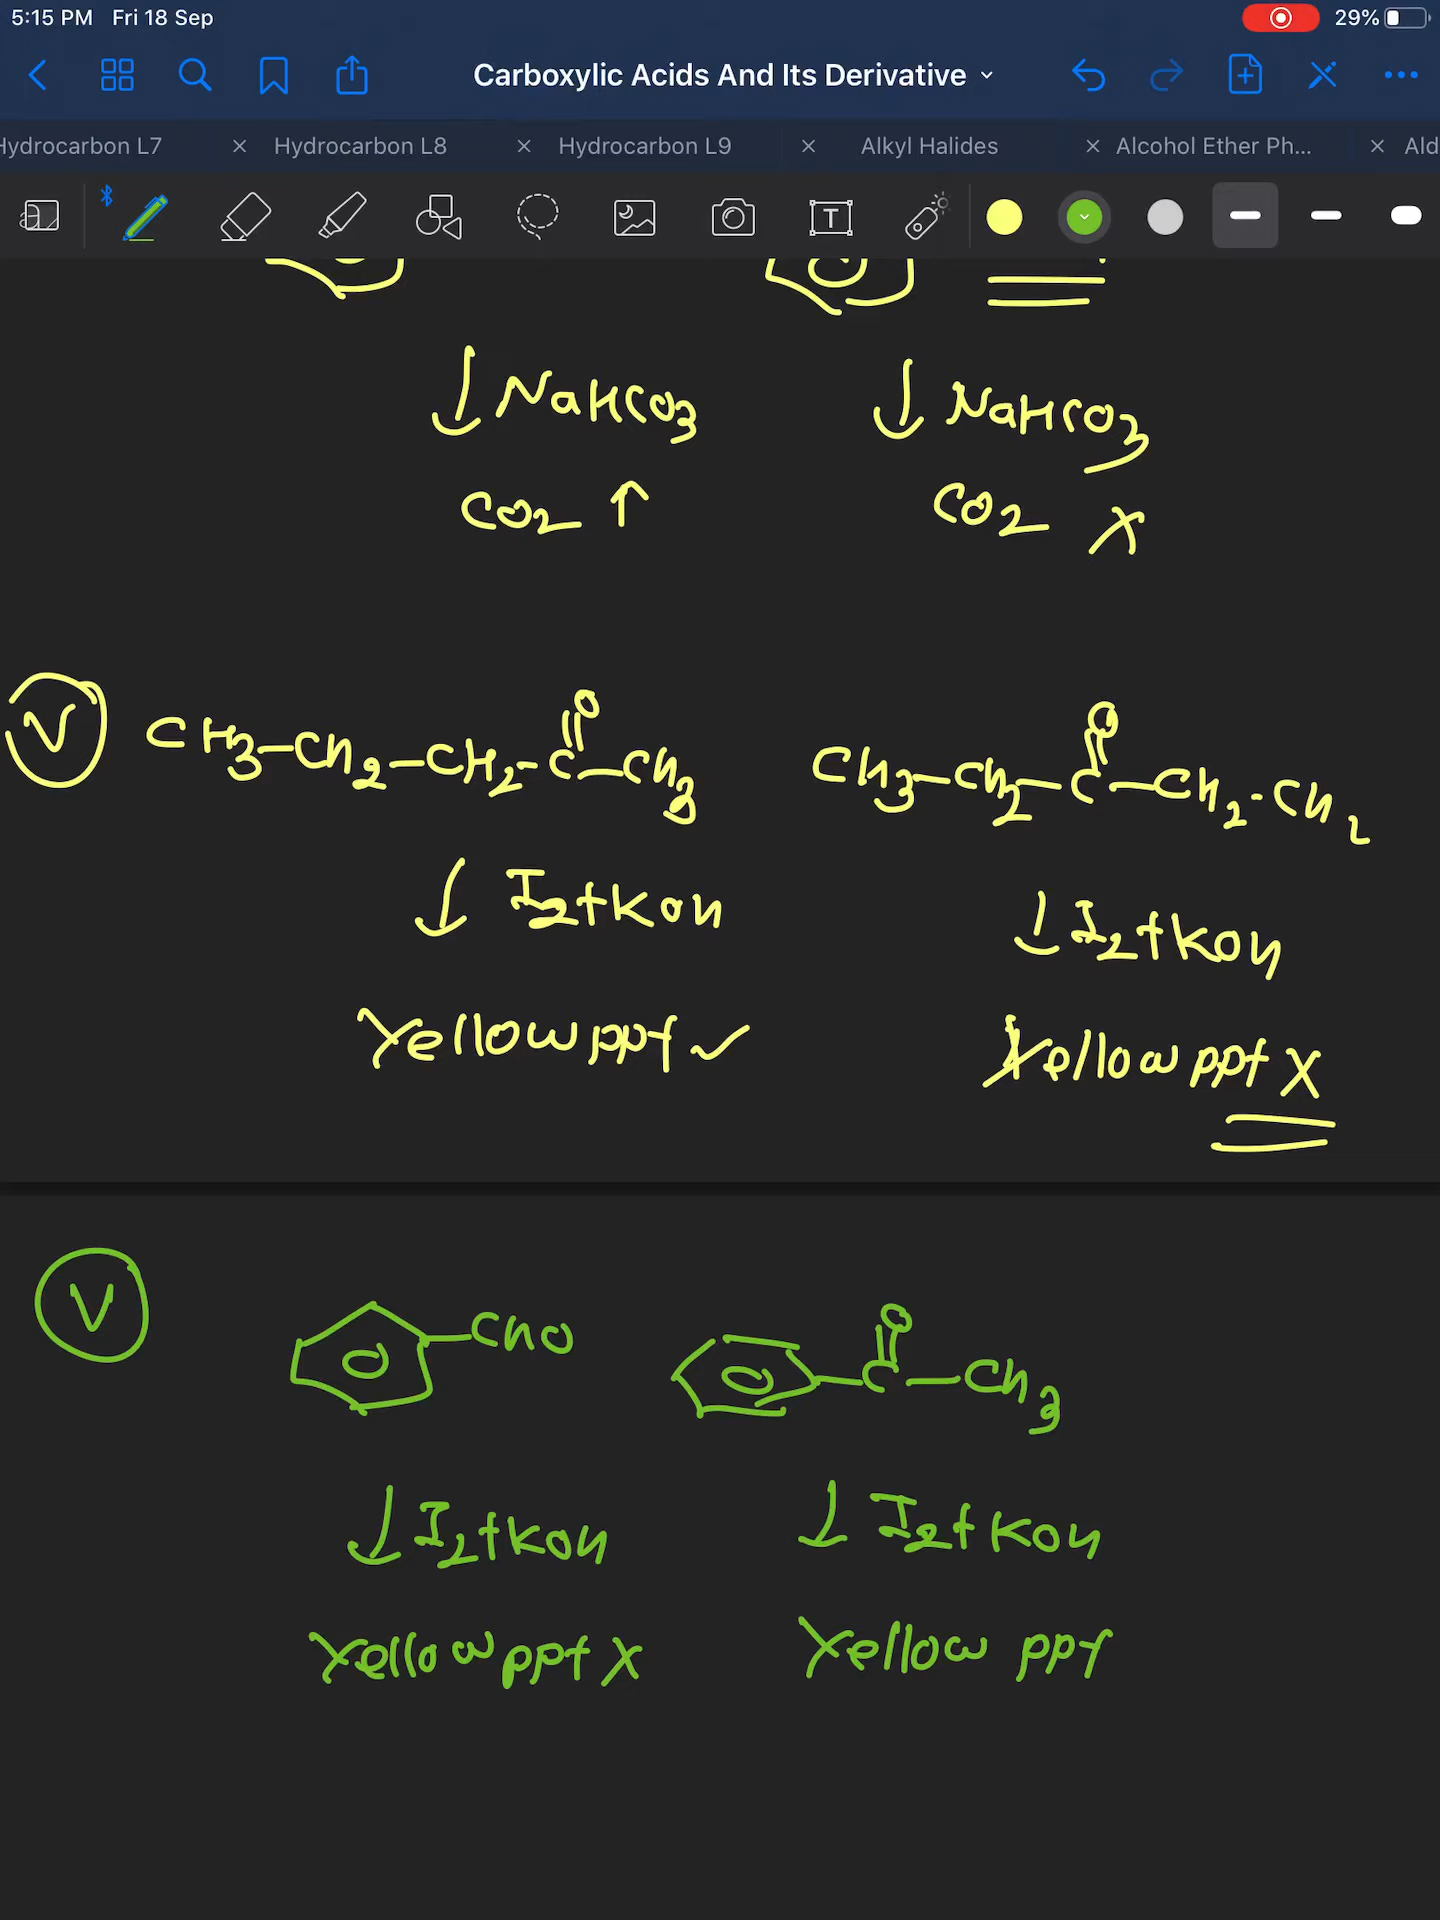 5:15 PM Fri 18 Sep 29%
Carboxylic Acids And Its Derivative
Hydrocarbon L7 × Hydrocarbon L8 × Hydrocarbon L9 × Alkyl Halides × Alcohol Ether Ph... × Ald
a T
↓ NaHCO3 ↓ NaHCO3
CO2 ↑ CO2 X
V CH3-CH2-CH2-C-CH3 CH3-CH2-C-CH2-CH2
O O
↓ I2+KOH ↓ I2+KOH
Yellow ppt ✓ Yellow ppt X
V CHO C-CH3
O
↓ I2+KOH ↓ I2+KOH
Yellow ppt X Yellow ppt